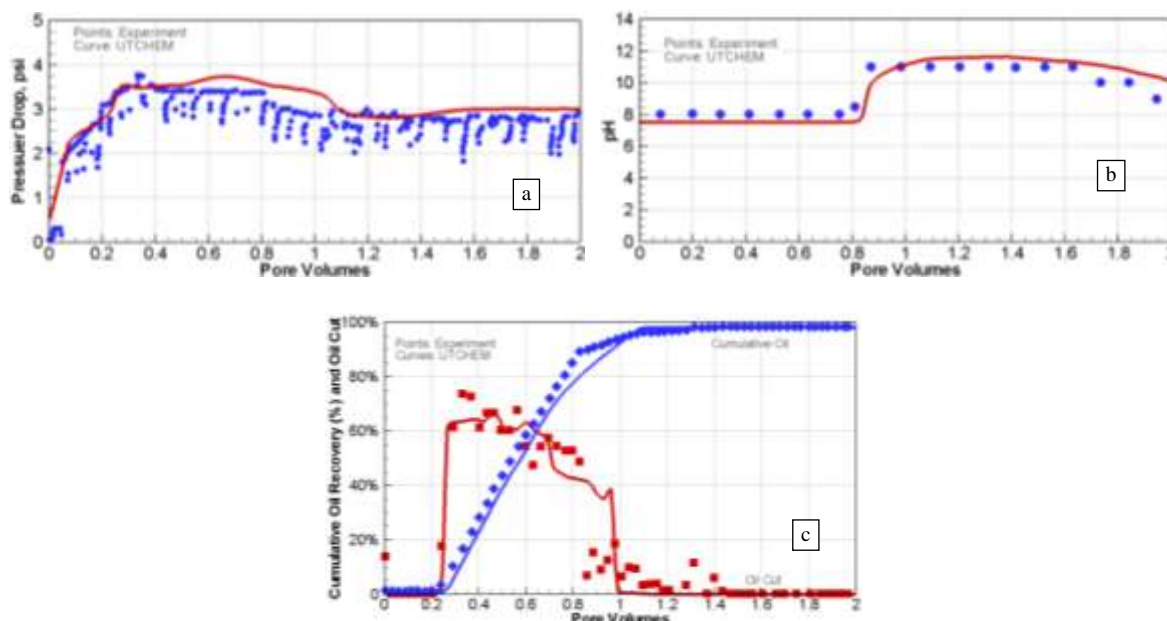 5
4
3
2
1
0
Pressuer Drop, psi
Points: Experiment
Curve: UTCHEM
a
0 0.2 0.4 0.6 0.8 1 1.2 1.4 1.6 1.8 2
Pore Volumes
14
12
10
8
6
4
2
0
pH
Points: Experiment
Curve: UTCHEM
b
0 0.2 0.4 0.6 0.8 1 1.2 1.4 1.6 1.8 2
Pore Volumes
100%
80%
60%
40%
20%
0%
Cumulative Oil Recovery (%) and Oil Cut
Points: Experiment
Curves: UTCHEM
Cumulative Oil
c
Oil Cut
0 0.2 0.4 0.6 0.8 1 1.2 1.4 1.6 1.8 2
Pore Volumes